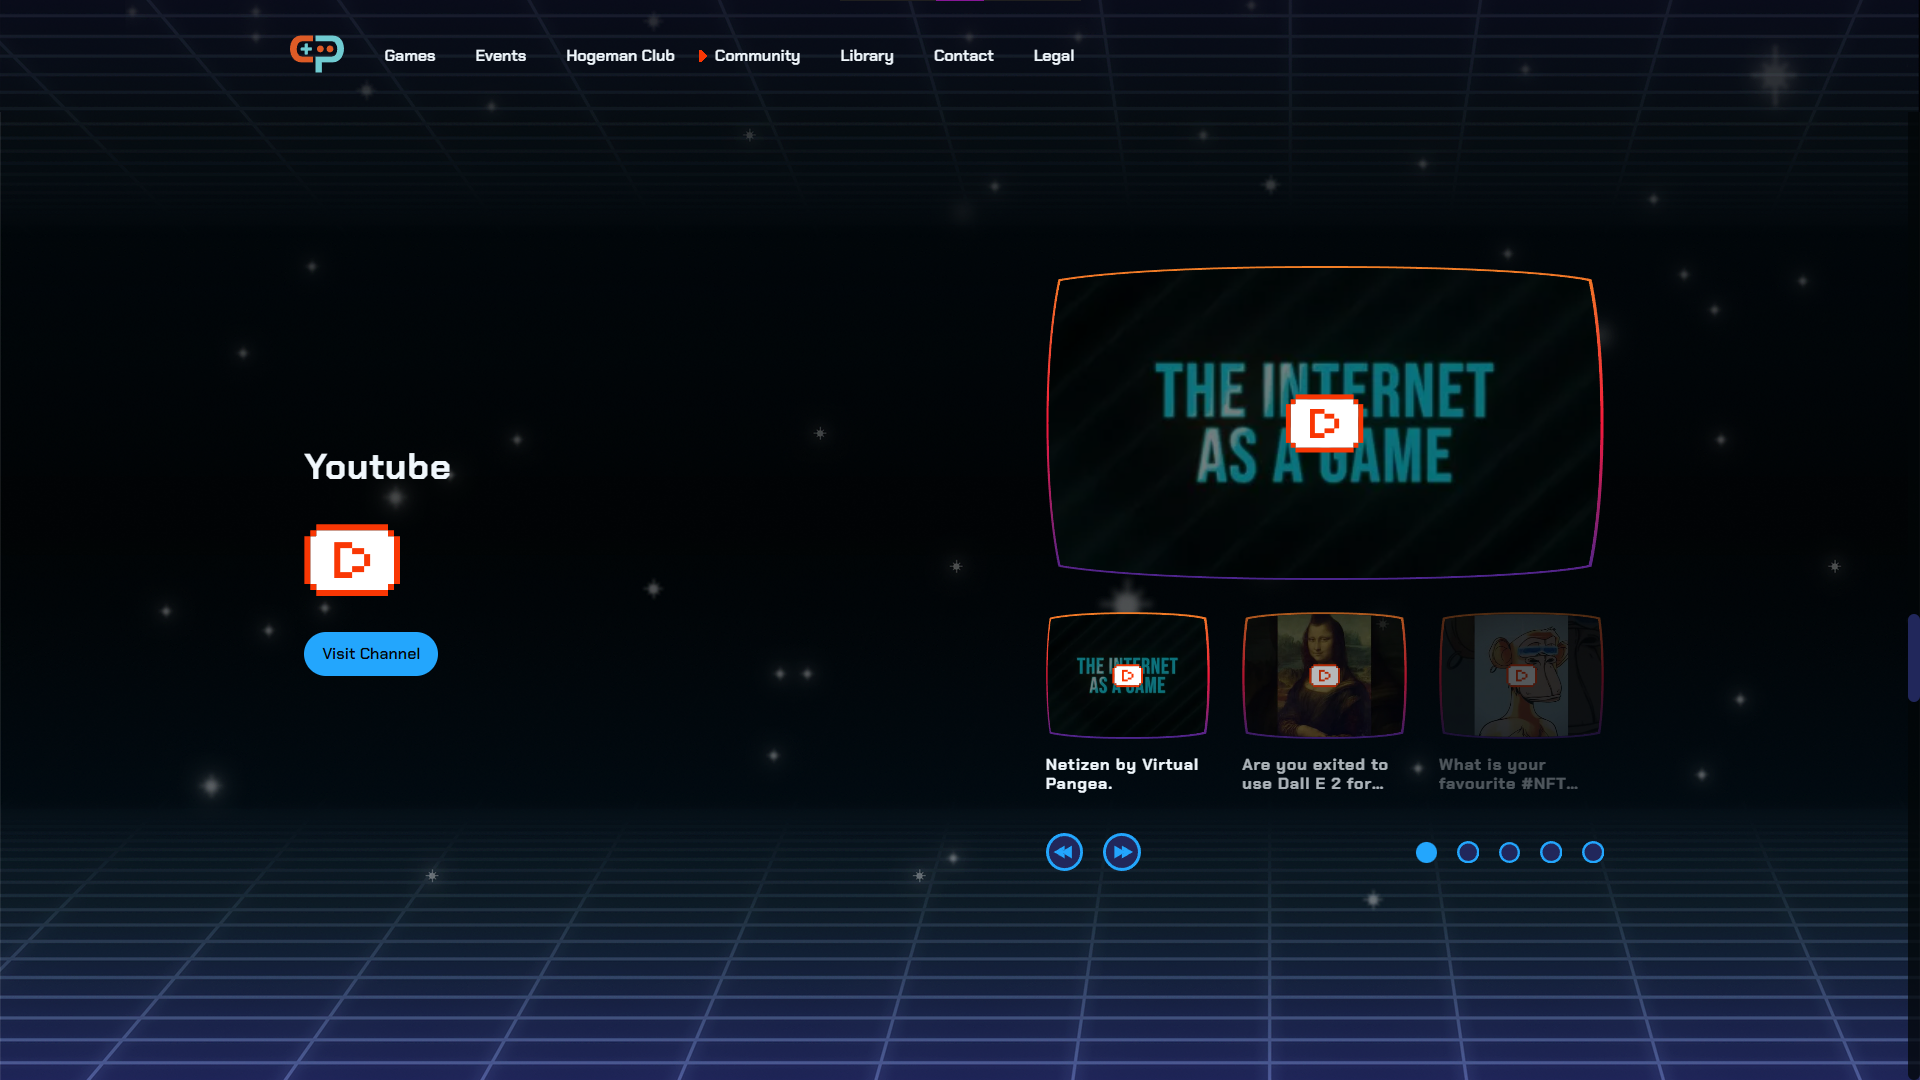 Games
Events
Hogeman Club
Community
Library
Contact
Legal
Youtube
Visit Channel
THE INTERNET
AS A GAME
THE INTERNET
AS A GAME
Netizen by Virtual
Pangea.
Are you exited to
use Dall E 2 for...
What is your
favourite #NFT...